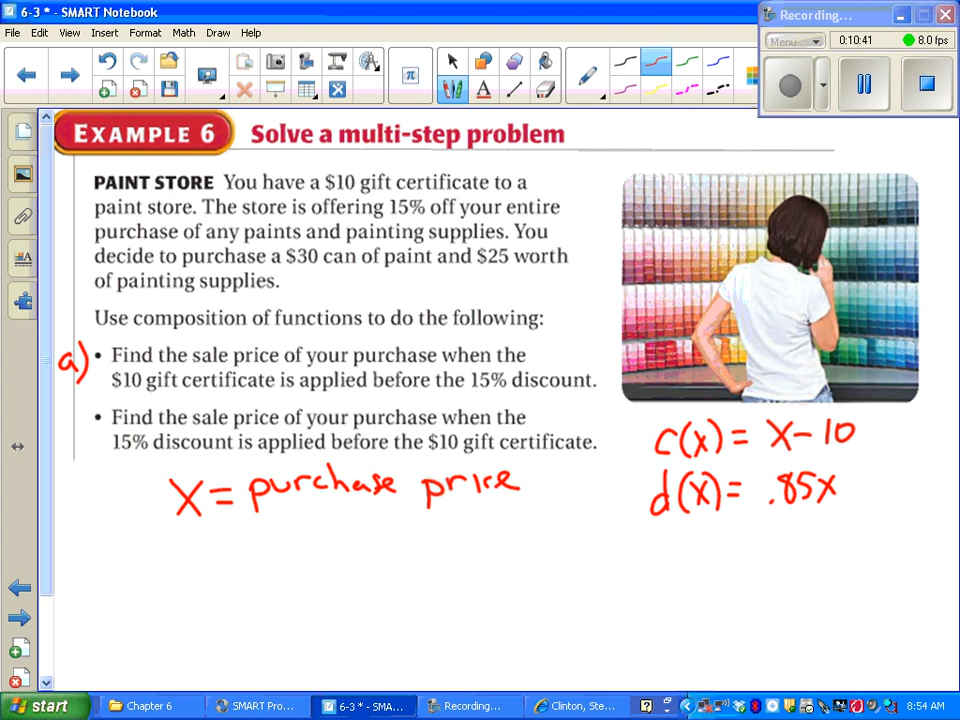 6-3 * - SMART Notebook
Recording...
File Edit View Insert Format Math Draw Help
Menu 0:10:41 8.0 fps
EXAMPLE 6 Solve a multi-step problem
PAINT STORE You have a $10 gift certificate to a
paint store. The store is offering 15% off your entire
purchase of any paints and painting supplies. You
decide to purchase a $30 can of paint and $25 worth
of painting supplies.
Use composition of functions to do the following:
a) • Find the sale price of your purchase when the
$10 gift certificate is applied before the 15% discount.
• Find the sale price of your purchase when the
15% discount is applied before the $10 gift certificate.
c(x) = x - 10
x = purchase price
d(x) = .85x
start Chapter 6 SMART Pro... 6-3 * - SMA... Recording... Clinton, Ste... 8:54 AM